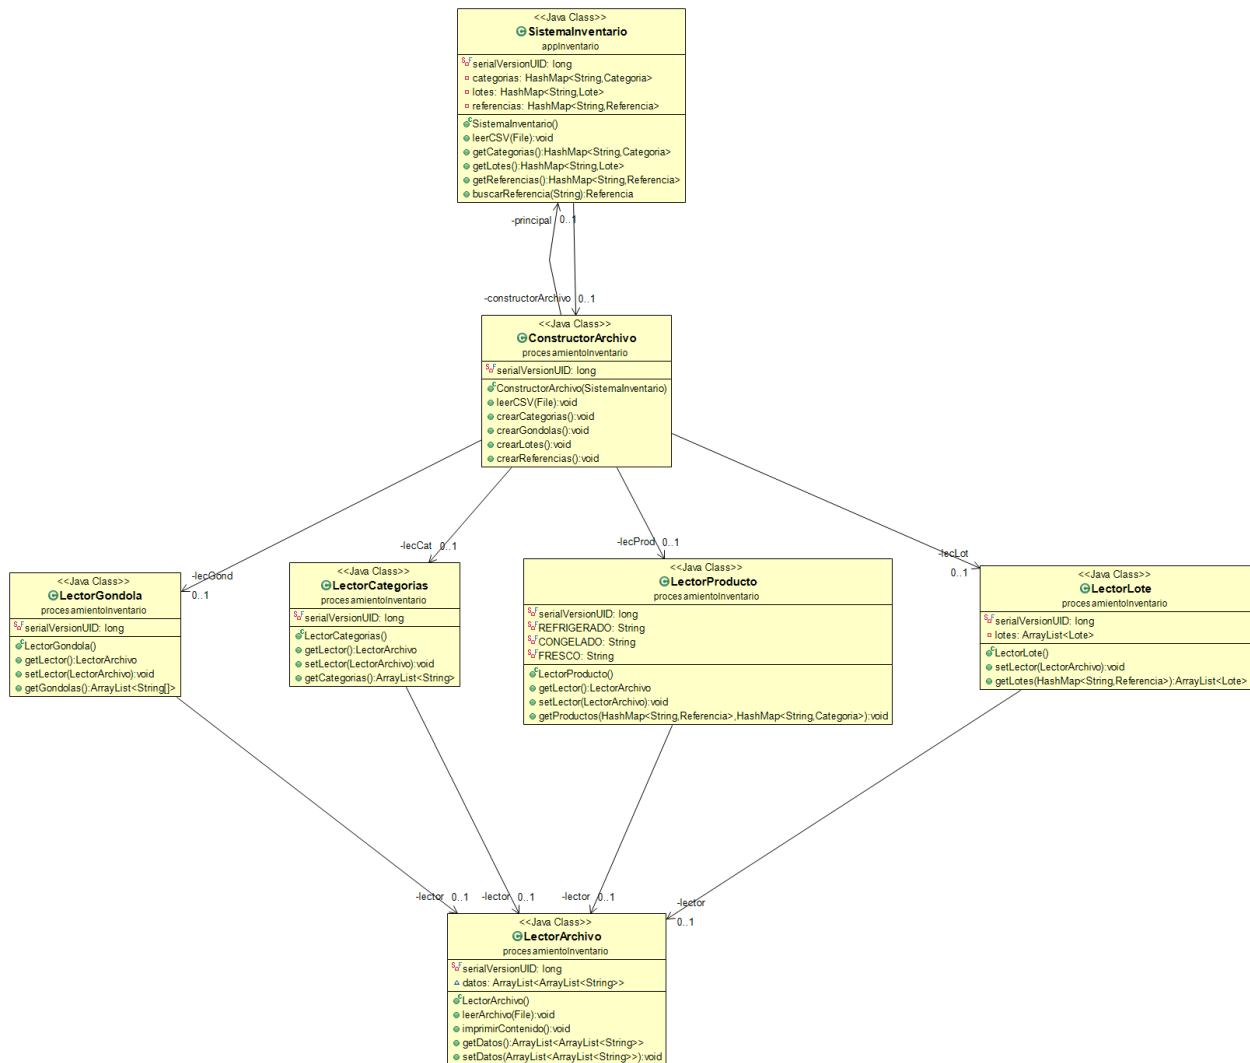 <<Java Class>>
SistemaInventario
appInventario
serialVersionUID: long
categorias: HashMap<String,Categoria>
lotes: HashMap<String,Lote>
referencias: HashMap<String,Referencia>
SistemaInventario()
leerCSV(File):void
getCategorias():HashMap<String,Categoria>
getLotes():HashMap<String,Lote>
getReferencias():HashMap<String,Referencia>
buscarReferencia(String):Referencia
-principal 0..1
-constructorArchivo 0..1
<<Java Class>>
ConstructorArchivo
procesamientoInventario
serialVersionUID: long
ConstructorArchivo(SistemaInventario)
leerCSV(File):void
crearCategorias():void
crearGondolas():void
crearLotes():void
crearReferencias():void
-lecGond
0..1
-lecCat 0..1
-lecProd 0..1
-lecLot
0..1
<<Java Class>>
LectorGondola
procesamientoInventario
serialVersionUID: long
LectorGondola()
getLector():LectorArchivo
setLector(LectorArchivo):void
getGondolas():ArrayList<String[]>
<<Java Class>>
LectorCategorias
procesamientoInventario
serialVersionUID: long
LectorCategorias()
getLector():LectorArchivo
setLector(LectorArchivo):void
getCategorias():ArrayList<String>
<<Java Class>>
LectorProducto
procesamientoInventario
serialVersionUID: long
REFRIGERADO: String
CONGELADO: String
FRESCO: String
LectorProducto()
getLector():LectorArchivo
setLector(LectorArchivo):void
getProductos(HashMap<String,Referencia>,HashMap<String,Categoria>):void
<<Java Class>>
LectorLote
procesamientoInventario
serialVersionUID: long
lotes: ArrayList<Lote>
LectorLote()
setLector(LectorArchivo):void
getLotes(HashMap<String,Referencia>):ArrayList<Lote>
-lector 0..1
-lector 0..1
-lector 0..1
-lector
0..1
<<Java Class>>
LectorArchivo
procesamientoInventario
serialVersionUID: long
datos: ArrayList<ArrayList<String>>
LectorArchivo()
leerArchivo(File):void
imprimirContenido():void
getDatos():ArrayList<ArrayList<String>>
setDatos(ArrayList<ArrayList<String>>):void